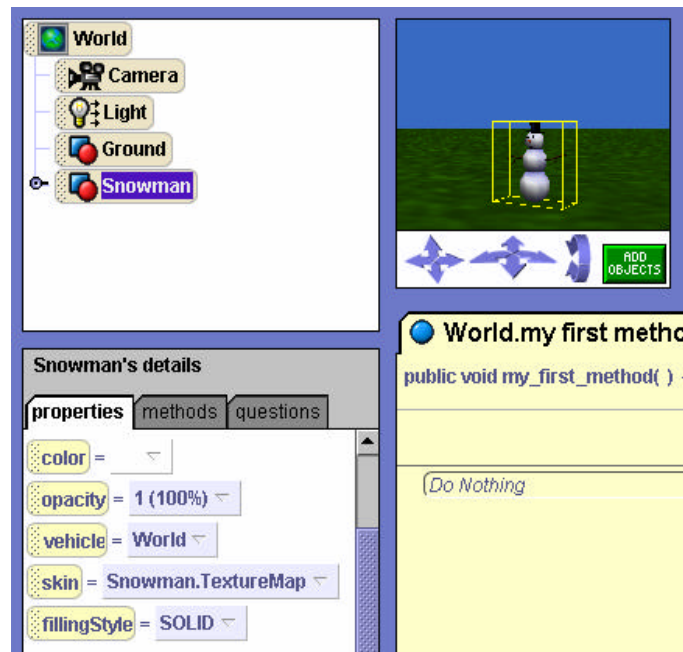 World
Camera
Light
Ground
Snowman
ADD
OBJECTS
Snowman's details
properties methods questions
color =
opacity = 1 (100%)
vehicle = World
skin = Snowman.TextureMap
fillingStyle = SOLID
World.my first metho
public void my_first_method( )
Do Nothing